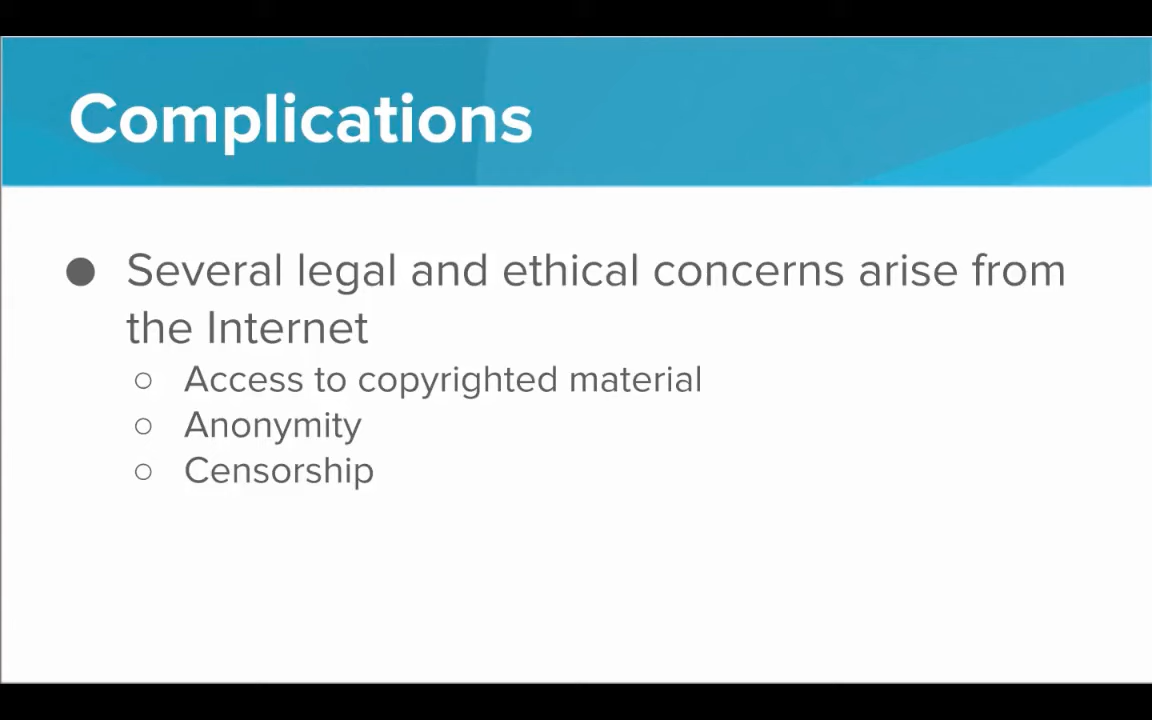 Complications
● Several legal and ethical concerns arise from
the Internet
○ Access to copyrighted material
○ Anonymity
○ Censorship